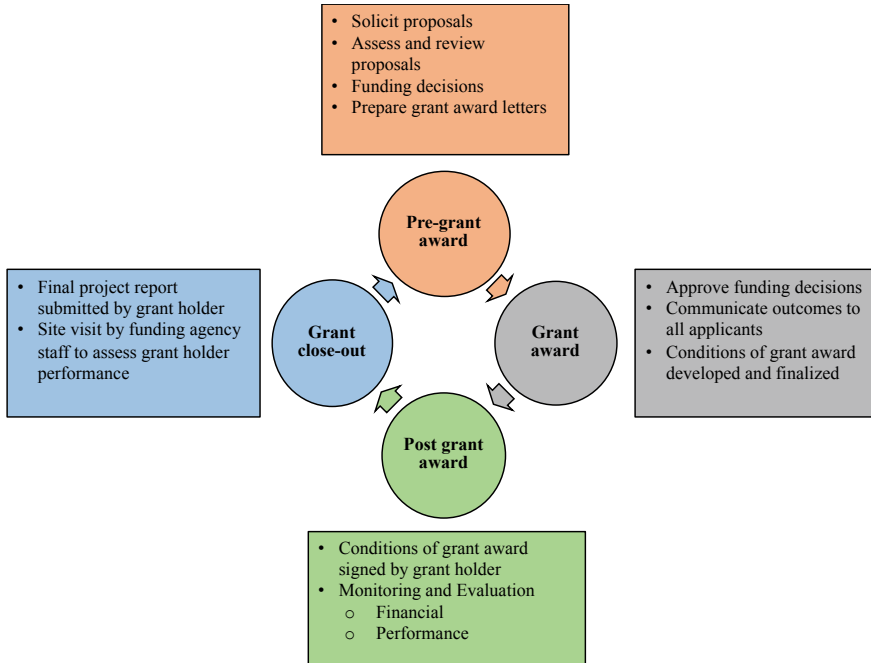 • Solicit proposals
• Assess and review
proposals
• Funding decisions
• Prepare grant award letters
Pre-grant
award
• Final project report
submitted by grant holder
• Site visit by funding agency
staff to assess grant holder
performance
Grant
close-out
Grant
award
• Approve funding decisions
• Communicate outcomes to
all applicants
• Conditions of grant award
developed and finalized
Post grant
award
• Conditions of grant award
signed by grant holder
• Monitoring and Evaluation
o Financial
o Performance